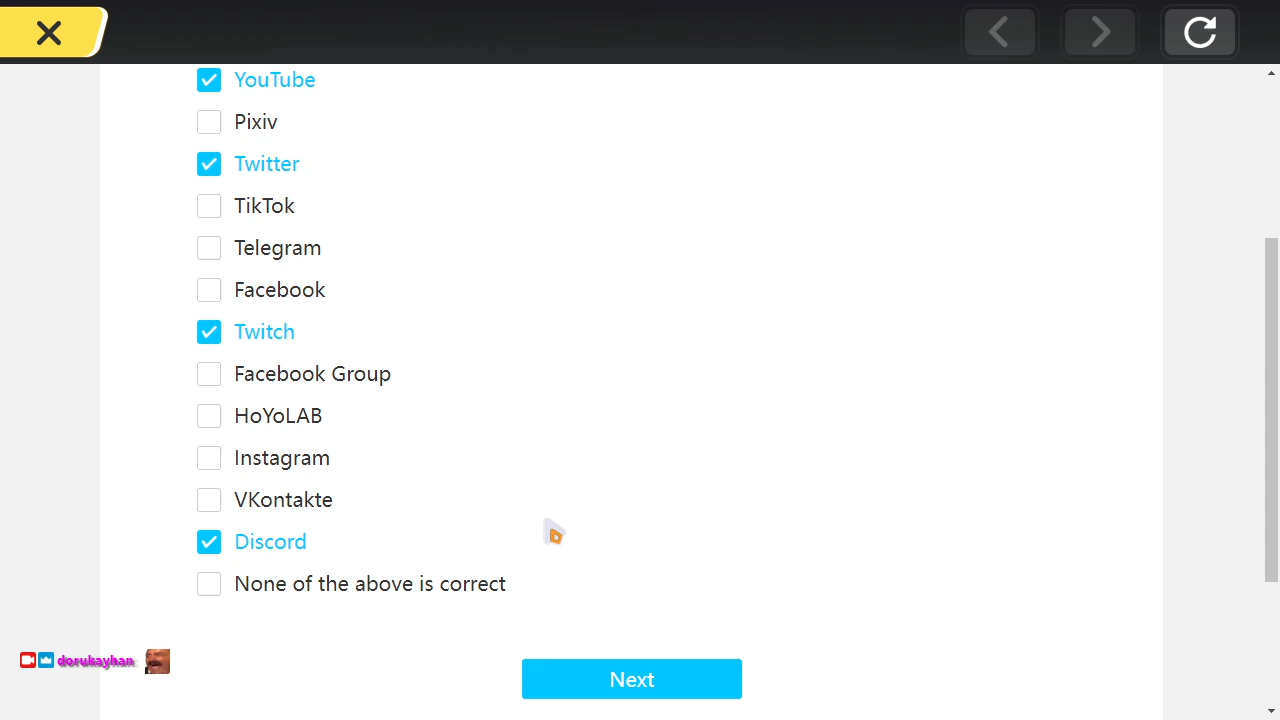 YouTube
Pixiv
Twitter
TikTok
Telegram
Facebook
Twitch
Facebook Group
HoYoLAB
Instagram
VKontakte
Discord
None of the above is correct
dorukayhan
Next